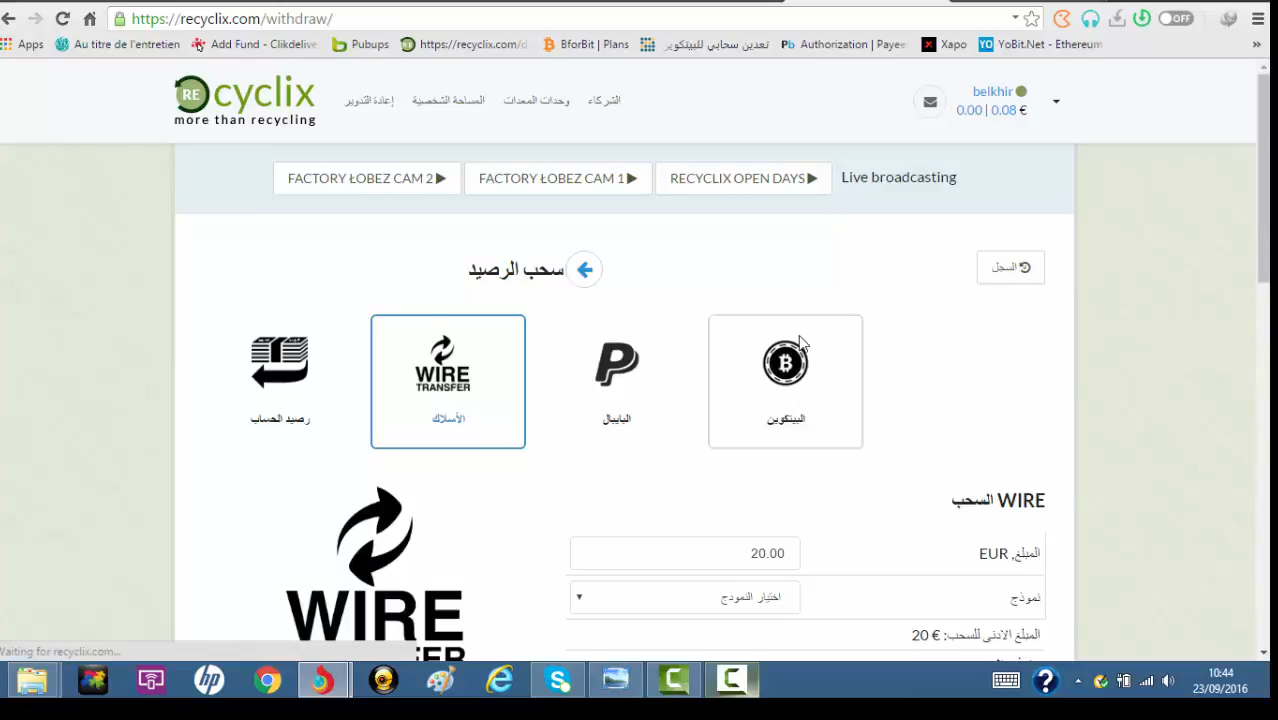 https://recyclix.com/withdraw/
Apps Au titre de l'entretien Add Fund - Clikdelive Pubups https://recyclix.com/c BforBit | Plans تعدين سحابي للبيتكوين Authorization | Payee Xapo YoBit.Net - Ethereum »
OFF
REcyclix
more than recycling
الشركاء وحدات المعدات المساحة الشخصية إعادة التدوير
belkhir
0.00 | 0.08 €
FACTORY ŁOBEZ CAM 2 FACTORY ŁOBEZ CAM 1 RECYCLIX OPEN DAYS Live broadcasting
سحب الرصيد
السجل
WIRE
TRANSFER
رصيد الحساب الأسلاك البايبال البيتكوين
WIRE السحب
المبلغ, EUR 20.00
نموذج اختيار النموذج
المبلغ الادنى للسحب: € 20
WIRE
Waiting for recyclix.com...
10:44
23/09/2016